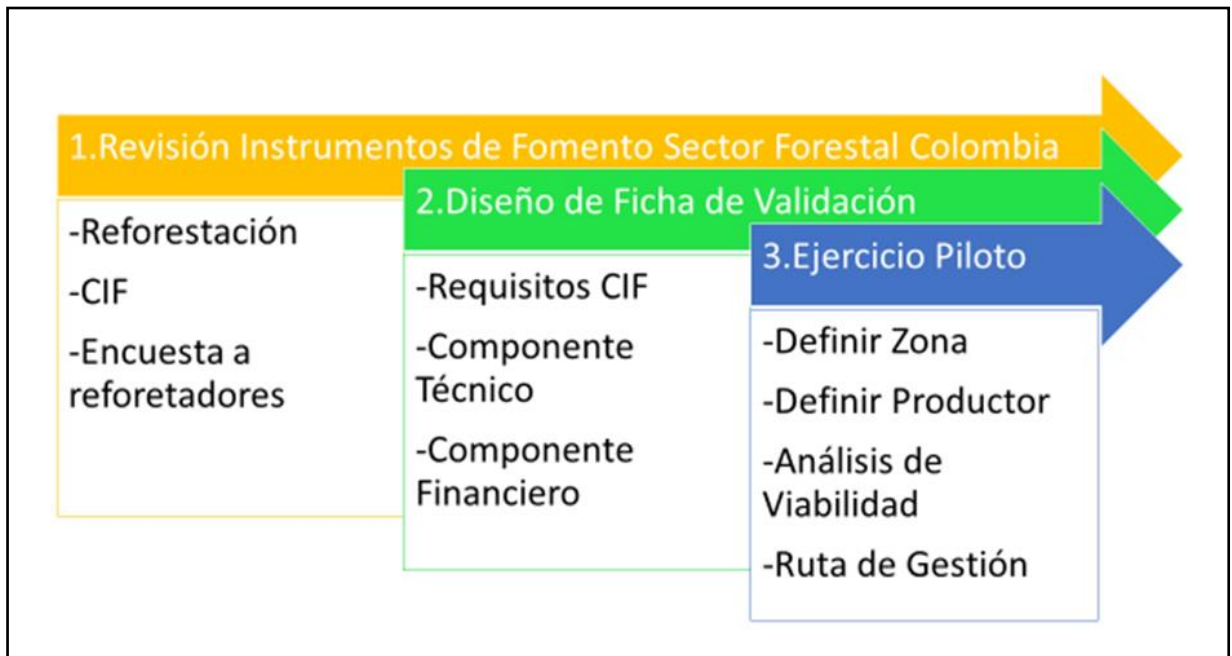 1.Revisión Instrumentos de Fomento Sector Forestal Colombia
-Reforestación
-CIF
-Encuesta a
reforetadores
2.Diseño de Ficha de Validación
-Requisitos CIF
-Componente
Técnico
-Componente
Financiero
3.Ejercicio Piloto
-Definir Zona
-Definir Productor
-Análisis de
Viabilidad
-Ruta de Gestión